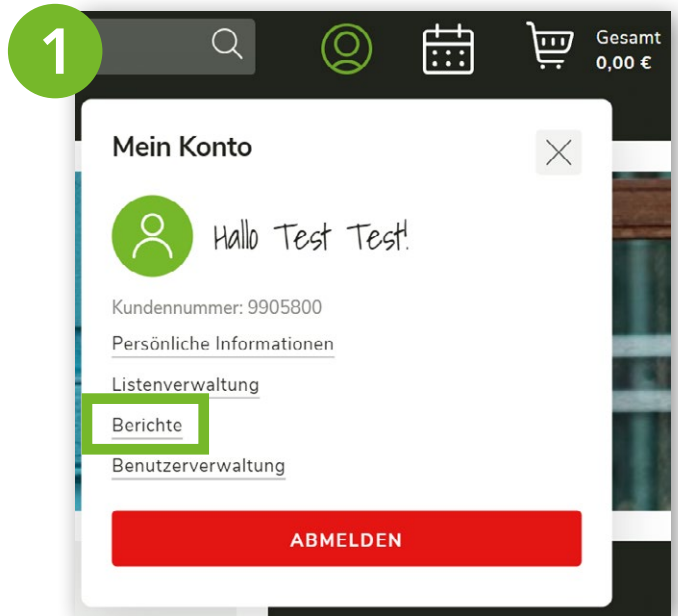 1
Gesamt
0,00 €
Mein Konto
Hallo Test Test!
Kundennummer: 9905800
Persönliche Informationen
Listenverwaltung
Berichte
Benutzerverwaltung
ABMELDEN